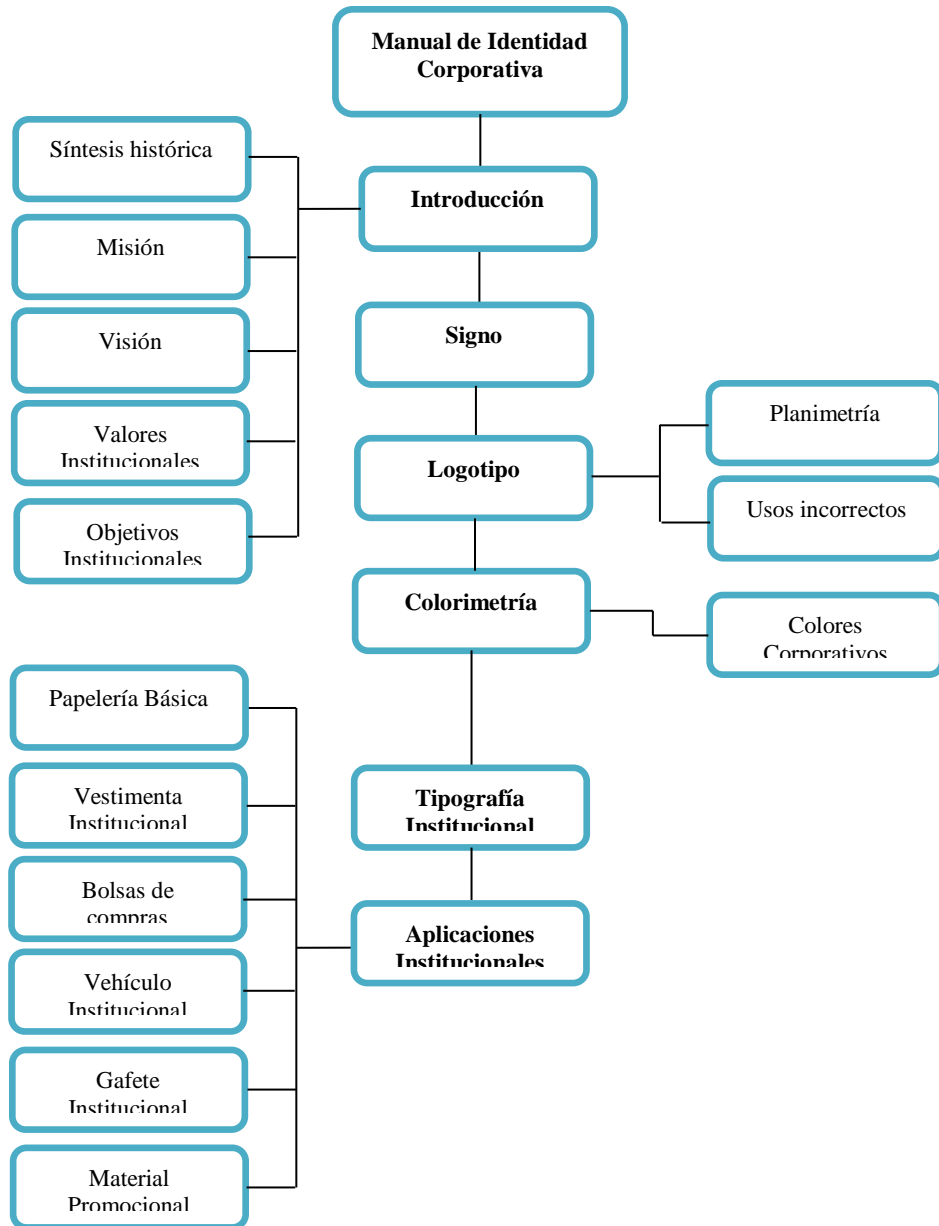 Manual de Identidad
Corporativa
Introducción
Síntesis histórica
Misión
Visión
Valores
Institucionales
Objetivos
Institucionales
Signo
Logotipo
Planimetría
Usos incorrectos
Colorimetría
Colores
Corporativos
Tipografía
Institucional
Aplicaciones
Institucionales
Papelería Básica
Vestimenta
Institucional
Bolsas de
compras
Vehículo
Institucional
Gafete
Institucional
Material
Promocional